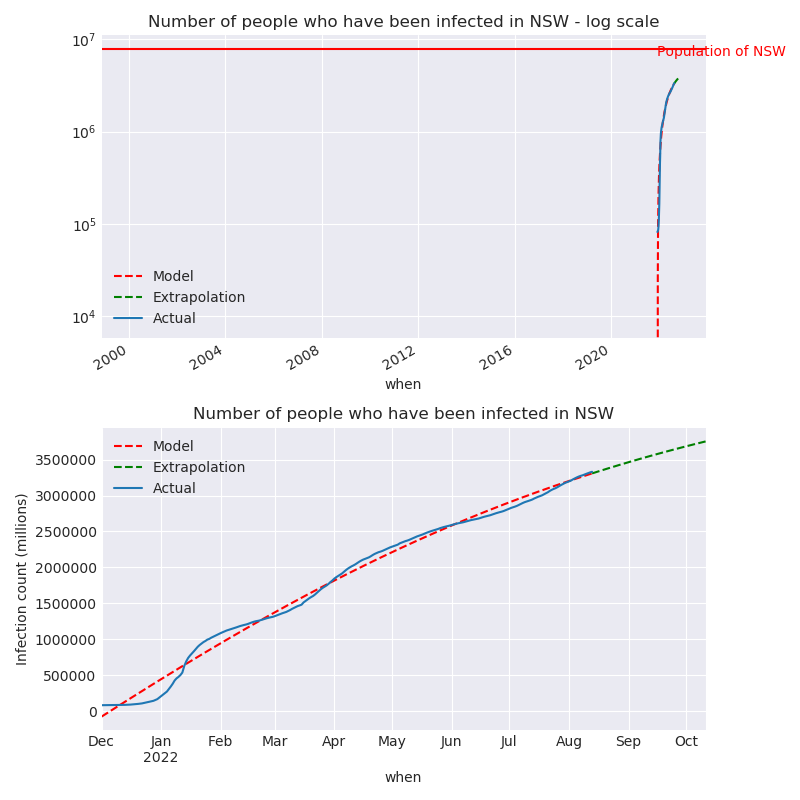 Number of people who have been infected in NSW - log scale
10^7
Population of NSW
10^6
10^5
10^4
Model
Extrapolation
Actual
2000 2004 2008 2012 2016 2020
when
Number of people who have been infected in NSW
Model
Extrapolation
Actual
Infection count (millions)
3500000
3000000
2500000
2000000
1500000
1000000
500000
0
Dec Jan Feb Mar Apr May Jun Jul Aug Sep Oct
2022
when